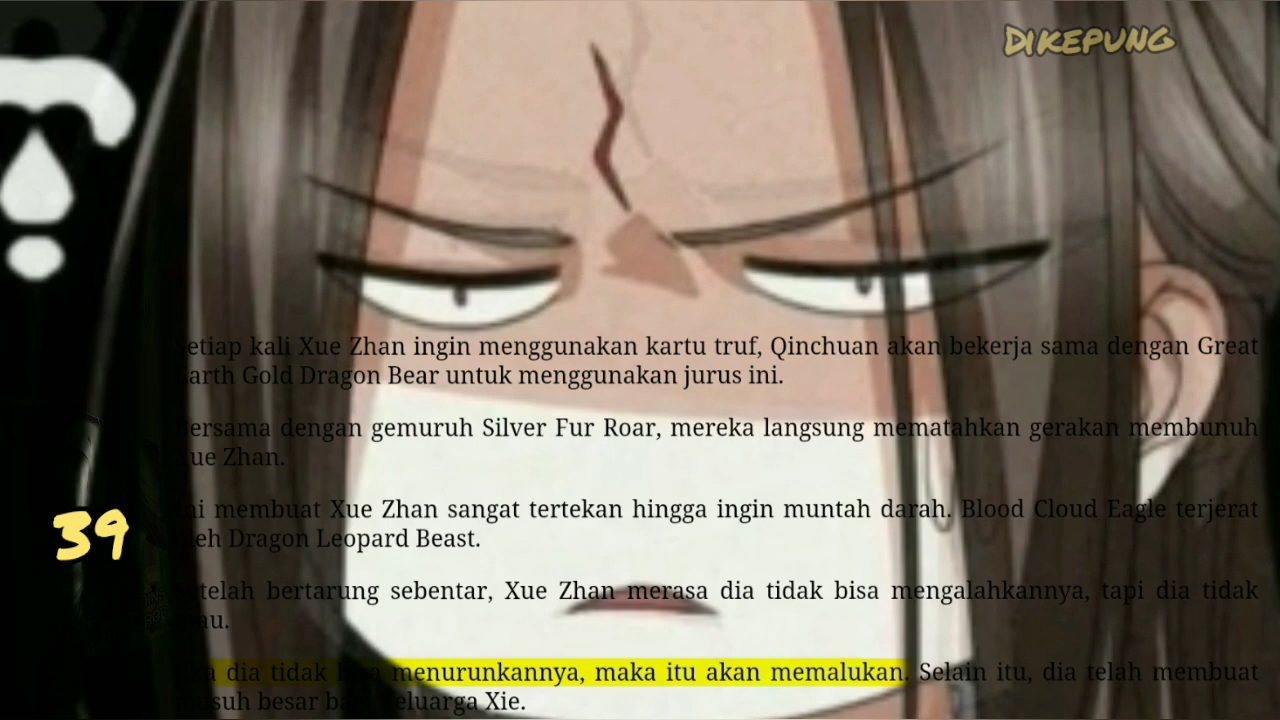 DIKEPUNG
Setiap kali Xue Zhan ingin menggunakan kartu truf, Qinchuan akan bekerja sama dengan Great
Earth Gold Dragon Bear untuk menggunakan jurus ini.
Bersama dengan gemuruh Silver Fur Roar, mereka langsung mematahkan gerakan membunuh
Xue Zhan.
Ini membuat Xue Zhan sangat tertekan hingga ingin muntah darah. Blood Cloud Eagle terjerat
oleh Dragon Leopard Beast.
39
Setelah bertarung sebentar, Xue Zhan merasa dia tidak bisa mengalahkannya, tapi dia tidak
mau.
Jika dia tidak bisa menurunkannya, maka itu akan memalukan. Selain itu, dia telah membuat
musuh besar bagi keluarga Xie.